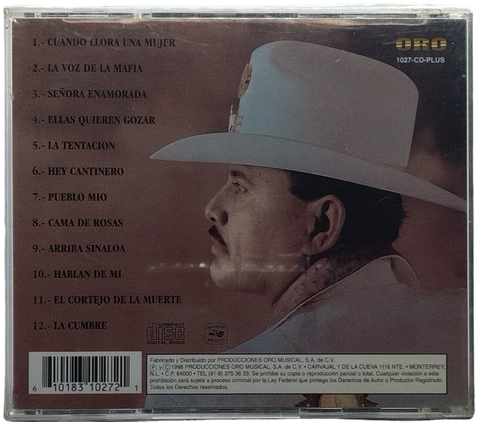 1.- CUANDO LLORA UNA MUJER
2.- LA VOZ DE LA MAFIA
3.- SEÑORA ENAMORADA
4.- ELLAS QUIEREN GOZAR
5.- LA TENTACION
6.- HEY CANTINERO
7.- PUEBLO MIO
8.- CAMA DE ROSAS
9.- ARRIBA SINALOA
10.- HABLAN DE MI
11.- EL CORTEJO DE LA MUERTE
12.- LA CUMBRE
ORO
1027-CD-PLUS
COMPACT
disc
DIGITAL AUDIO
6 10183 10272 1
Fabricado y Distribuido por PRODUCCIONES ORO MUSICAL, S.A. de C.V.
Ⓟ y Ⓒ 1998 PRODUCCIONES ORO MUSICAL, S.A. de C.V. • CARVAJAL Y DE LA CUEVA 1116 NTE. • MONTERREY,
N.L. • C.P. 64000 • TEL (91-8) 375 36 33. Se prohibe su copia o reproducción parcial o total. Cualquier violación a esta
prohibición será sujeta a proceso criminal por la Ley Federal que protege los Derechos de Autor o Productor Registrado.
Todos los Derechos reservados.